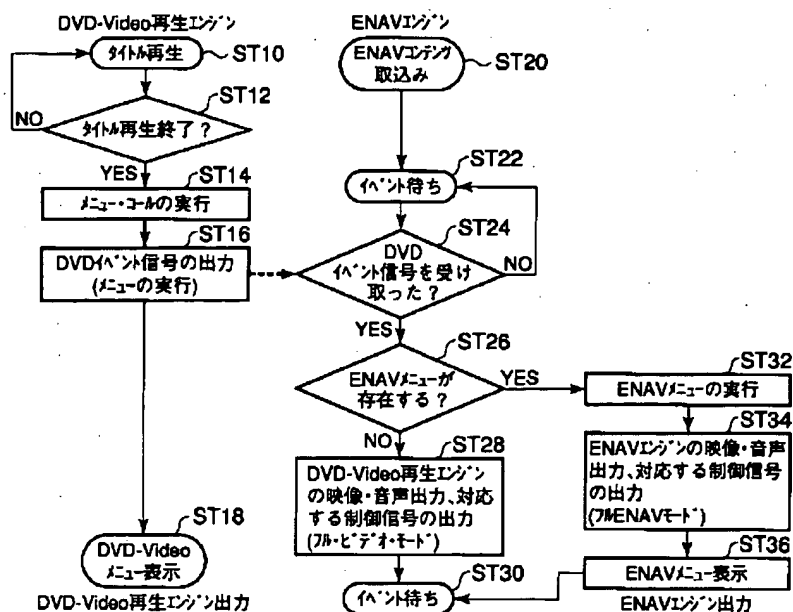 DVD-Video再生エンジン
タイトル再生
ST10
NO
ST12
タイトル再生終了?
YES
ST14
メニュー・コールの実行
ST16
DVDイベント信号の出力
(メニューの実行)
ST18
DVD-Video
メニュー表示
DVD-Video再生エンジン出力
ENAVエンジン
ENAVコンテンツ
取込み
ST20
ST22
イベント待ち
ST24
DVD
イベント信号を受け
取った?
NO
YES
ST26
ENAVメニューが
存在する?
YES
NO
ST28
DVD-Video再生エンジン
の映像・音声出力、対応
する制御信号の出力
(フル・ビデオ・モード)
ST30
イベント待ち
ST32
ENAVメニューの実行
ST34
ENAVエンジンの映像・音声
出力、対応する制御信号
の出力
(フルENAVモード)
ST36
ENAVメニュー表示
ENAVエンジン出力